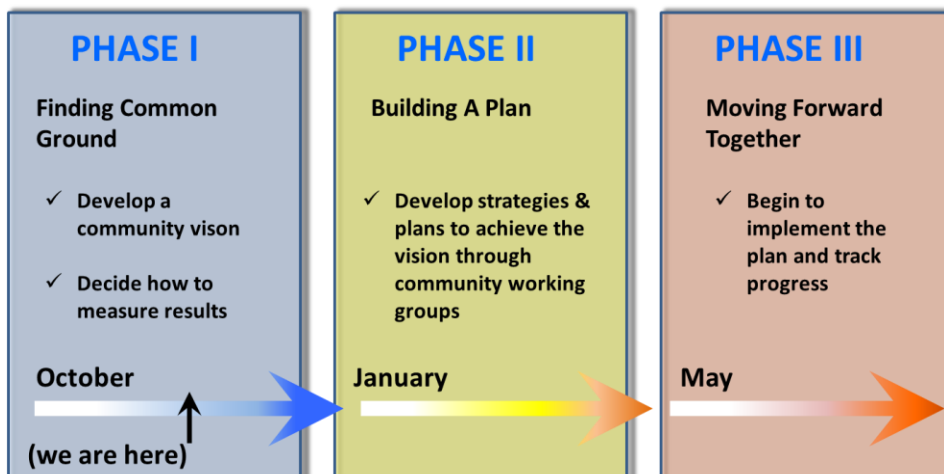 PHASE I
Finding Common
Ground
✓ Develop a
community vison
✓ Decide how to
measure results
October
(we are here)
PHASE II
Building A Plan
✓ Develop strategies &
plans to achieve the
vision through
community working
groups
January
PHASE III
Moving Forward
Together
✓ Begin to
implement the
plan and track
progress
May